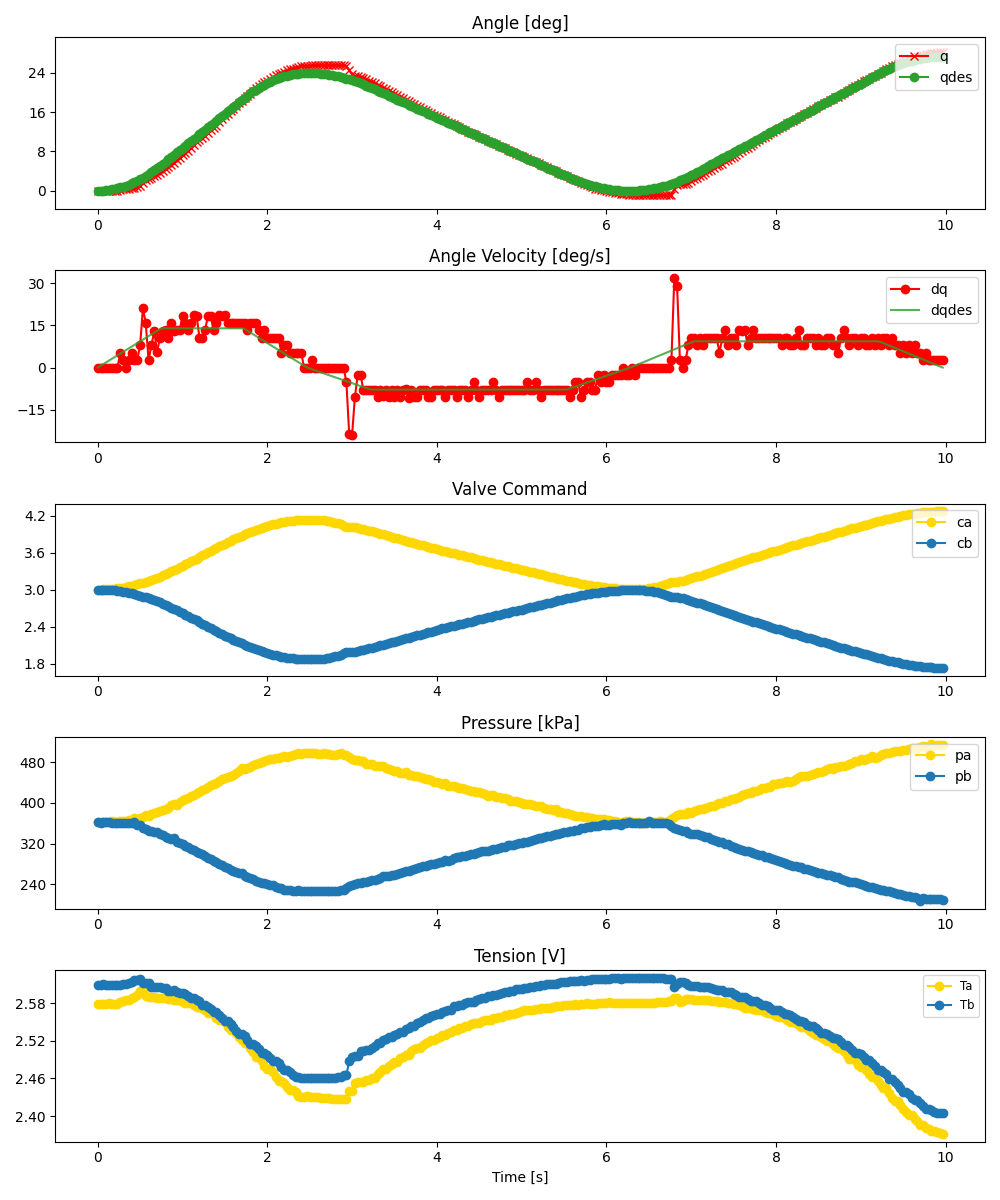 Angle [deg]
24
16
8
0
q
qdes
0 2 4 6 8 10
Angle Velocity [deg/s]
30
15
0
−15
dq
dqdes
0 2 4 6 8 10
Valve Command
4.2
3.6
3.0
2.4
1.8
ca
cb
0 2 4 6 8 10
Pressure [kPa]
480
400
320
240
pa
pb
0 2 4 6 8 10
Tension [V]
2.58
2.52
2.46
2.40
Ta
Tb
0 2 4 6 8 10
Time [s]